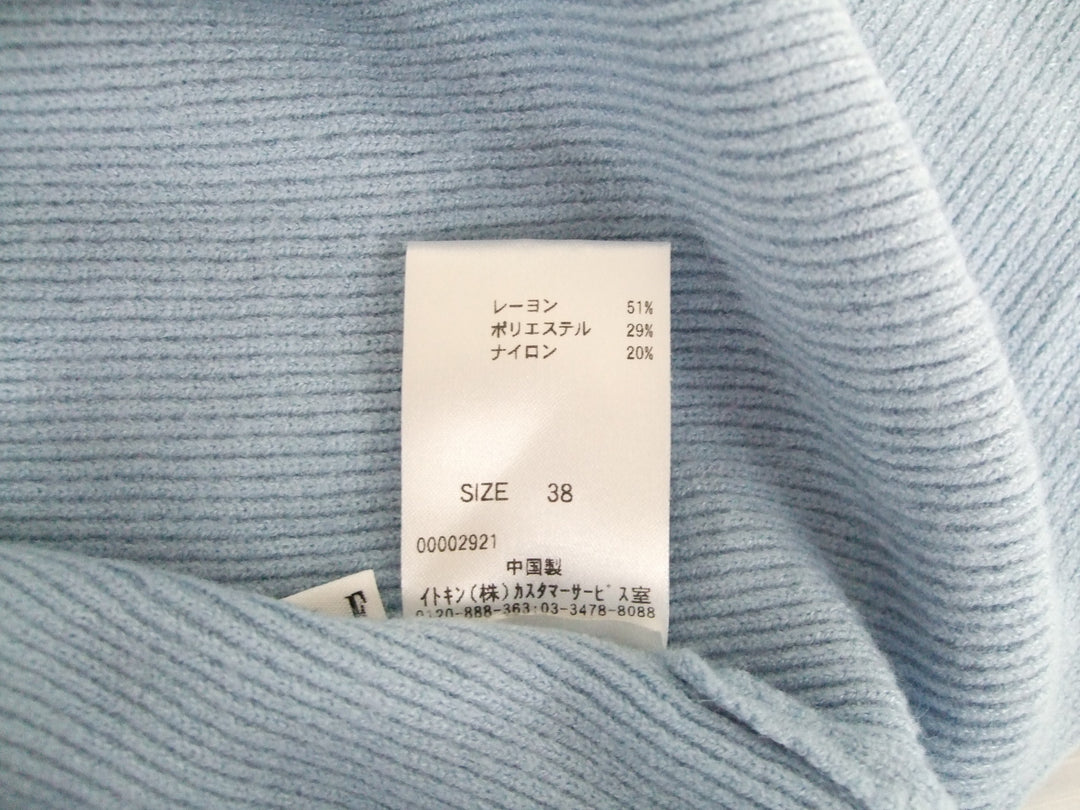 レーヨン 51%
ポリエステル 29%
ナイロン 20%
SIZE 38
00002921
中国製
イトキン(株)カスタマーサービス室
0120-888-363:03-3478-8088